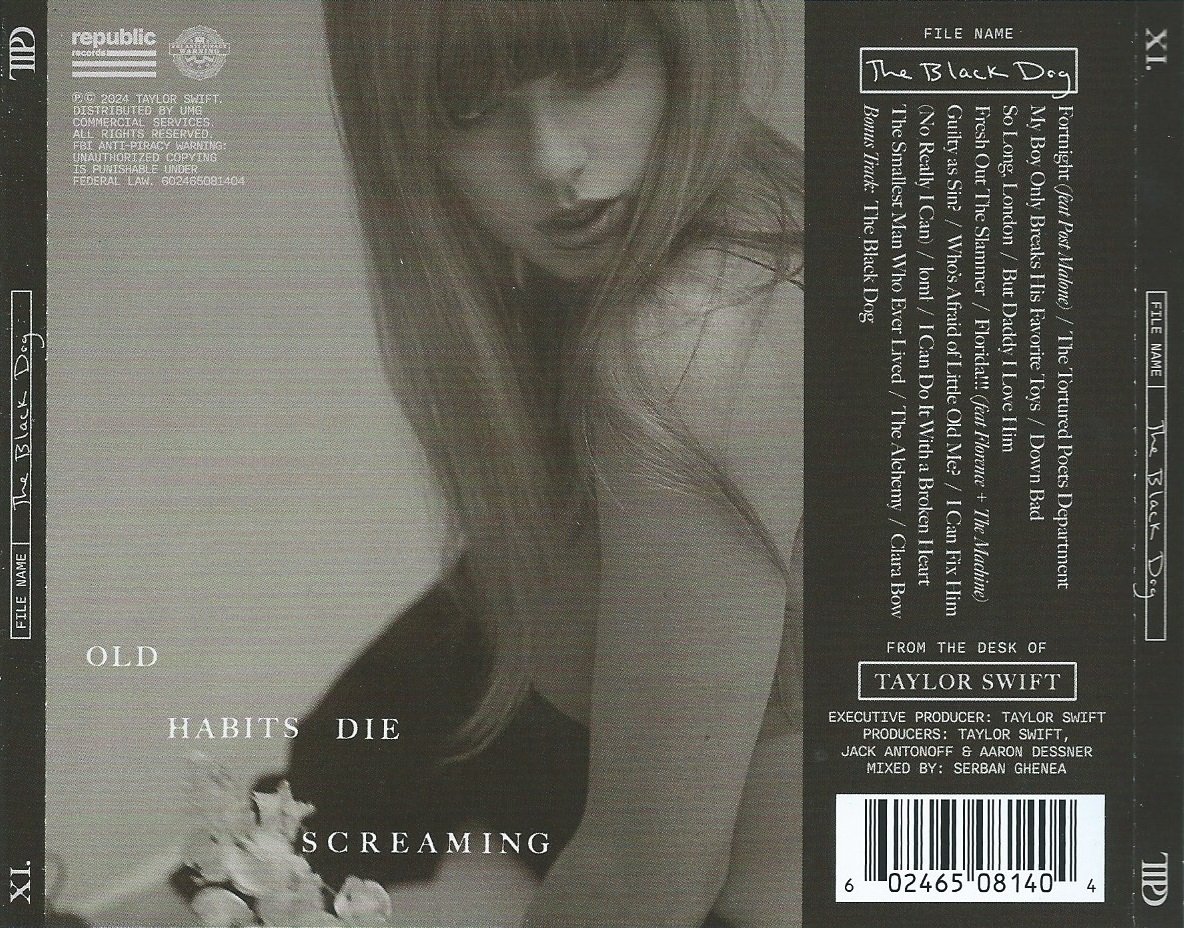 TTPD
FILE NAME
The Black Dog
XI.
republic
records
FBI ANTI-PIRACY
WARNING
℗© 2024 TAYLOR SWIFT.
DISTRIBUTED BY UMG
COMMERCIAL SERVICES.
ALL RIGHTS RESERVED.
FBI ANTI-PIRACY WARNING:
UNAUTHORIZED COPYING
IS PUNISHABLE UNDER
FEDERAL LAW. 602465081404
OLD
HABITS DIE
SCREAMING
FILE NAME
The Black Dog
Fortnight (feat Post Malone) / The Tortured Poets Department
My Boy Only Breaks His Favorite Toys / Down Bad
So Long, London / But Daddy I Love Him
Fresh Out The Slammer / Florida!!! (feat Florence + The Machine)
Guilty as Sin? / Who's Afraid of Little Old Me? / I Can Fix Him
(No Really I Can) / loml / I Can Do It With a Broken Heart
The Smallest Man Who Ever Lived / The Alchemy / Clara Bow
Bonus Track: The Black Dog
FROM THE DESK OF
TAYLOR SWIFT
EXECUTIVE PRODUCER: TAYLOR SWIFT
PRODUCERS: TAYLOR SWIFT,
JACK ANTONOFF & AARON DESSNER
MIXED BY: SERBAN GHENEA
6 02465 08140 4
XI.
FILE NAME
The Black Dog
TTPD